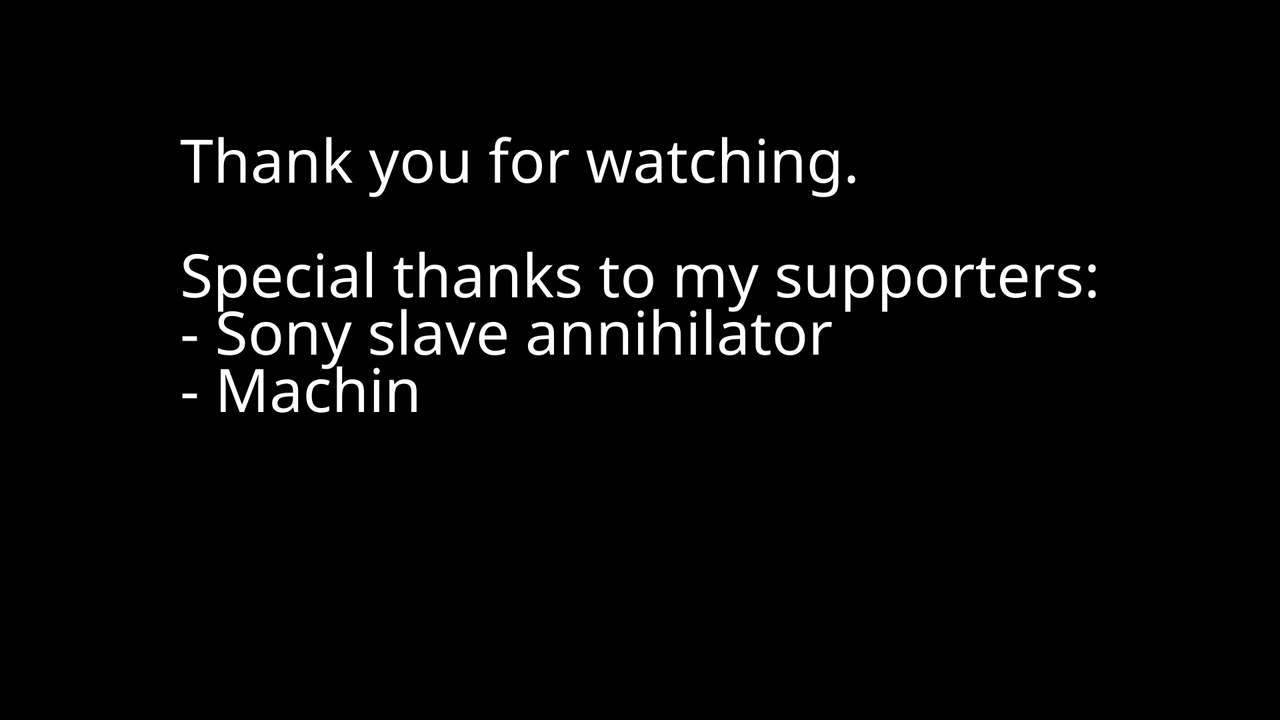 Thank you for watching.
Special thanks to my supporters:
- Sony slave annihilator
- Machin